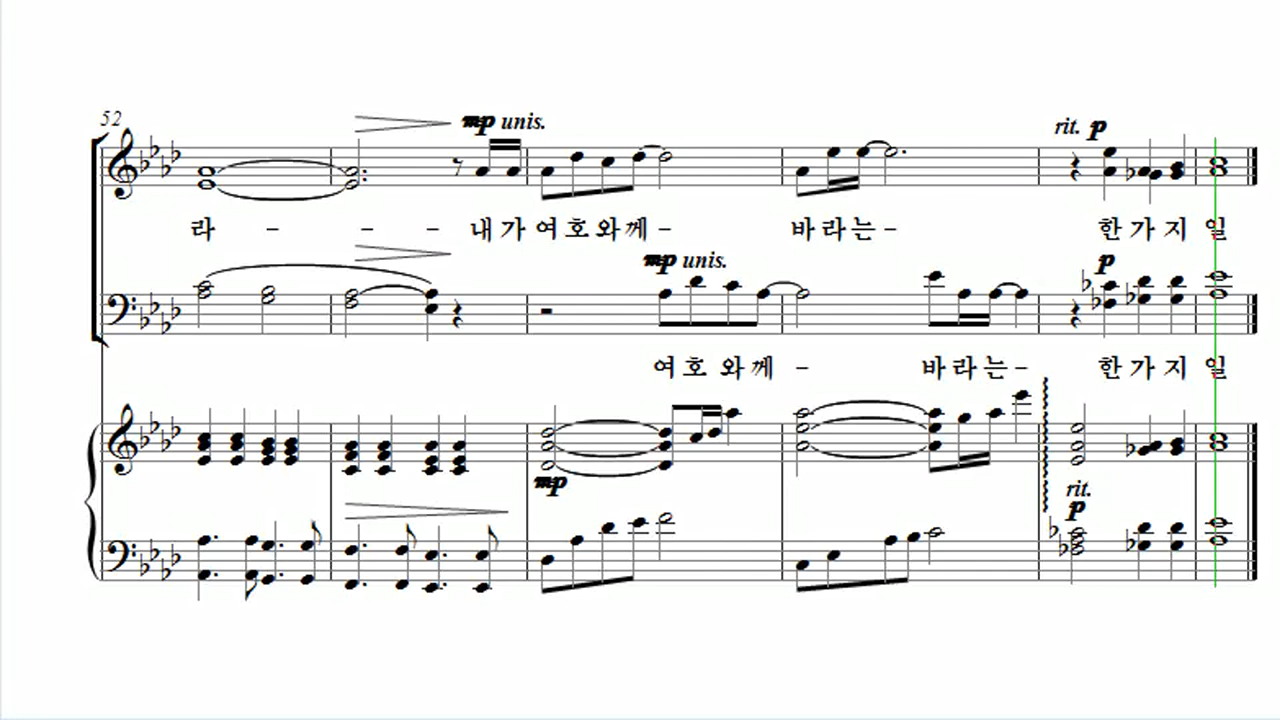 52
mp unis.
rit. p
라 - - - 내 가 여 호 와 께 - 바 라 는 - 한 가 지 일
mp unis.
p
여 호 와 께 - 바 라 는 - 한 가 지 일
mp
rit.
p